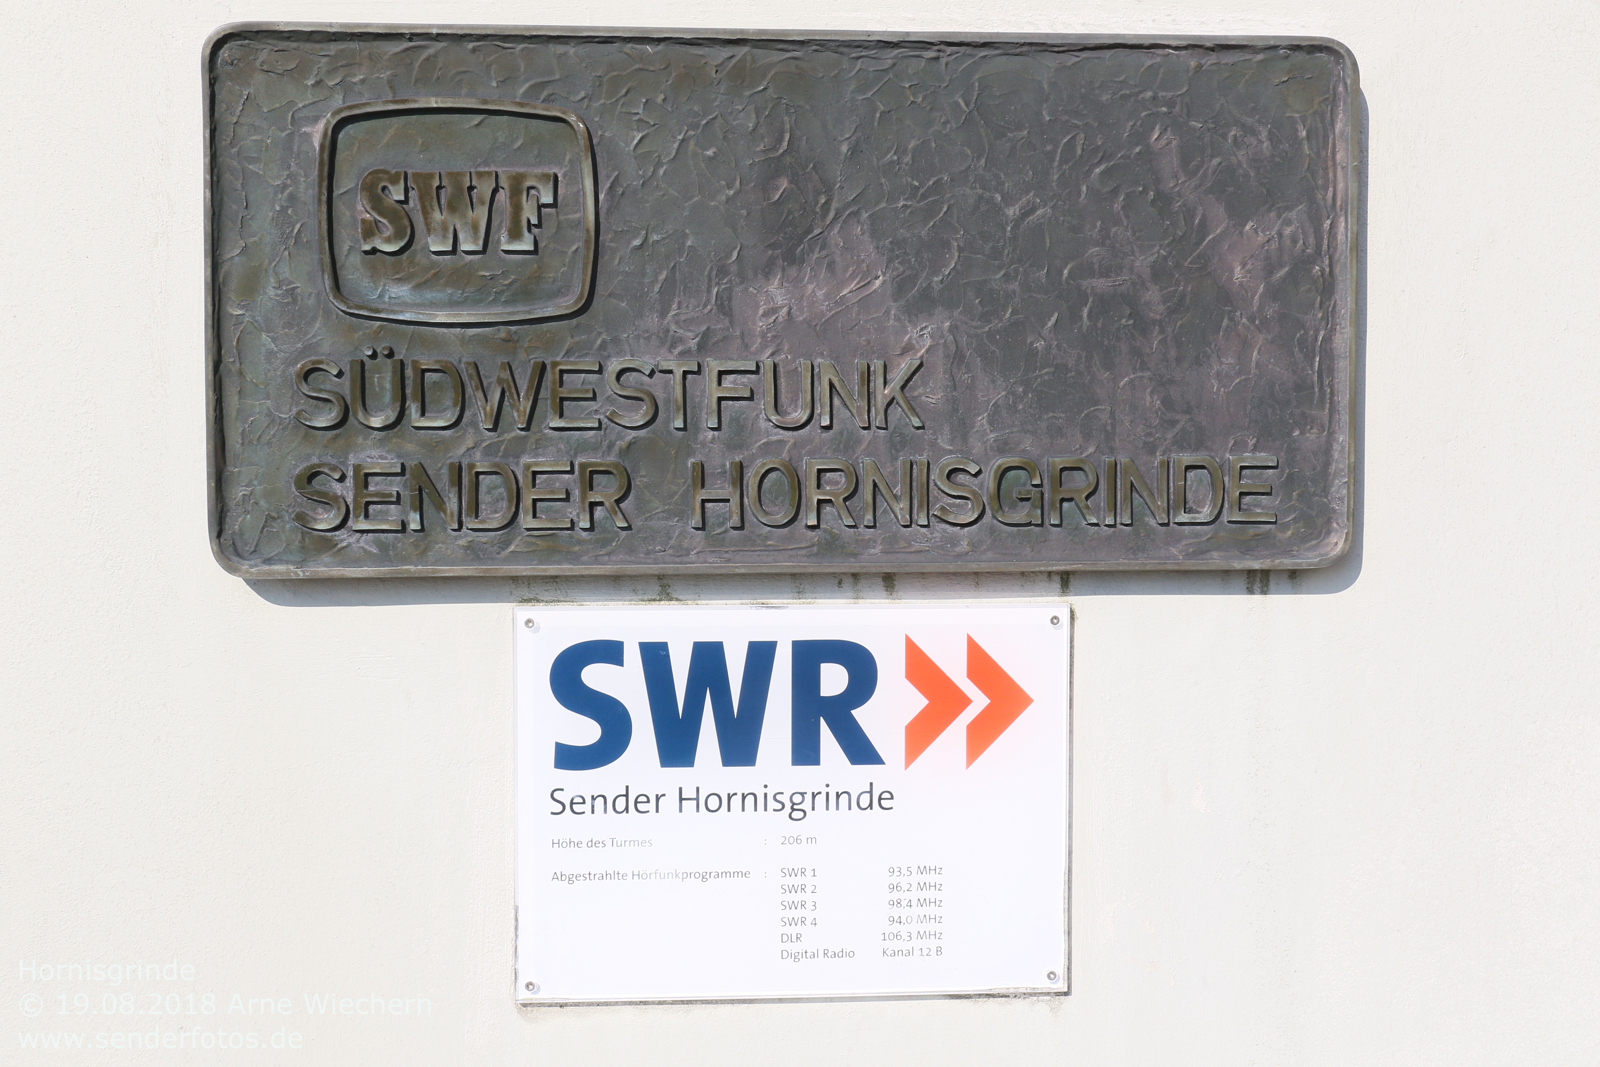 SWF
SÜDWESTFUNK
SENDER HORNISGRINDE
SWR
Sender Hornisgrinde
Höhe des Turmes : 206 m
Abgestrahlte Hörfunkprogramme : SWR 1 93,5 MHz
SWR 2 96,2 MHz
SWR 3 98,4 MHz
SWR 4 94,0 MHz
DLR 106,3 MHz
Digital Radio Kanal 12 B
Hornisgrinde
© 19.08.2018 Arne Wiechern
www.senderfotos.de